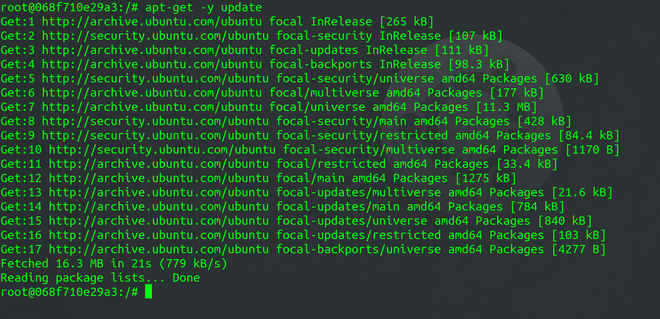 root@068f710e29a3:/# apt-get -y update
Get:1 http://archive.ubuntu.com/ubuntu focal InRelease [265 kB]
Get:2 http://security.ubuntu.com/ubuntu focal-security InRelease [107 kB]
Get:3 http://archive.ubuntu.com/ubuntu focal-updates InRelease [111 kB]
Get:4 http://archive.ubuntu.com/ubuntu focal-backports InRelease [98.3 kB]
Get:5 http://security.ubuntu.com/ubuntu focal-security/universe amd64 Packages [630 kB]
Get:6 http://archive.ubuntu.com/ubuntu focal/multiverse amd64 Packages [177 kB]
Get:7 http://archive.ubuntu.com/ubuntu focal/universe amd64 Packages [11.3 MB]
Get:8 http://security.ubuntu.com/ubuntu focal-security/main amd64 Packages [428 kB]
Get:9 http://security.ubuntu.com/ubuntu focal-security/restricted amd64 Packages [84.4 kB]
Get:10 http://security.ubuntu.com/ubuntu focal-security/multiverse amd64 Packages [1170 B]
Get:11 http://archive.ubuntu.com/ubuntu focal/restricted amd64 Packages [33.4 kB]
Get:12 http://archive.ubuntu.com/ubuntu focal/main amd64 Packages [1275 kB]
Get:13 http://archive.ubuntu.com/ubuntu focal-updates/multiverse amd64 Packages [21.6 kB]
Get:14 http://archive.ubuntu.com/ubuntu focal-updates/main amd64 Packages [784 kB]
Get:15 http://archive.ubuntu.com/ubuntu focal-updates/universe amd64 Packages [840 kB]
Get:16 http://archive.ubuntu.com/ubuntu focal-updates/restricted amd64 Packages [103 kB]
Get:17 http://archive.ubuntu.com/ubuntu focal-backports/universe amd64 Packages [4277 B]
Fetched 16.3 MB in 21s (779 kB/s)
Reading package lists... Done
root@068f710e29a3:/#